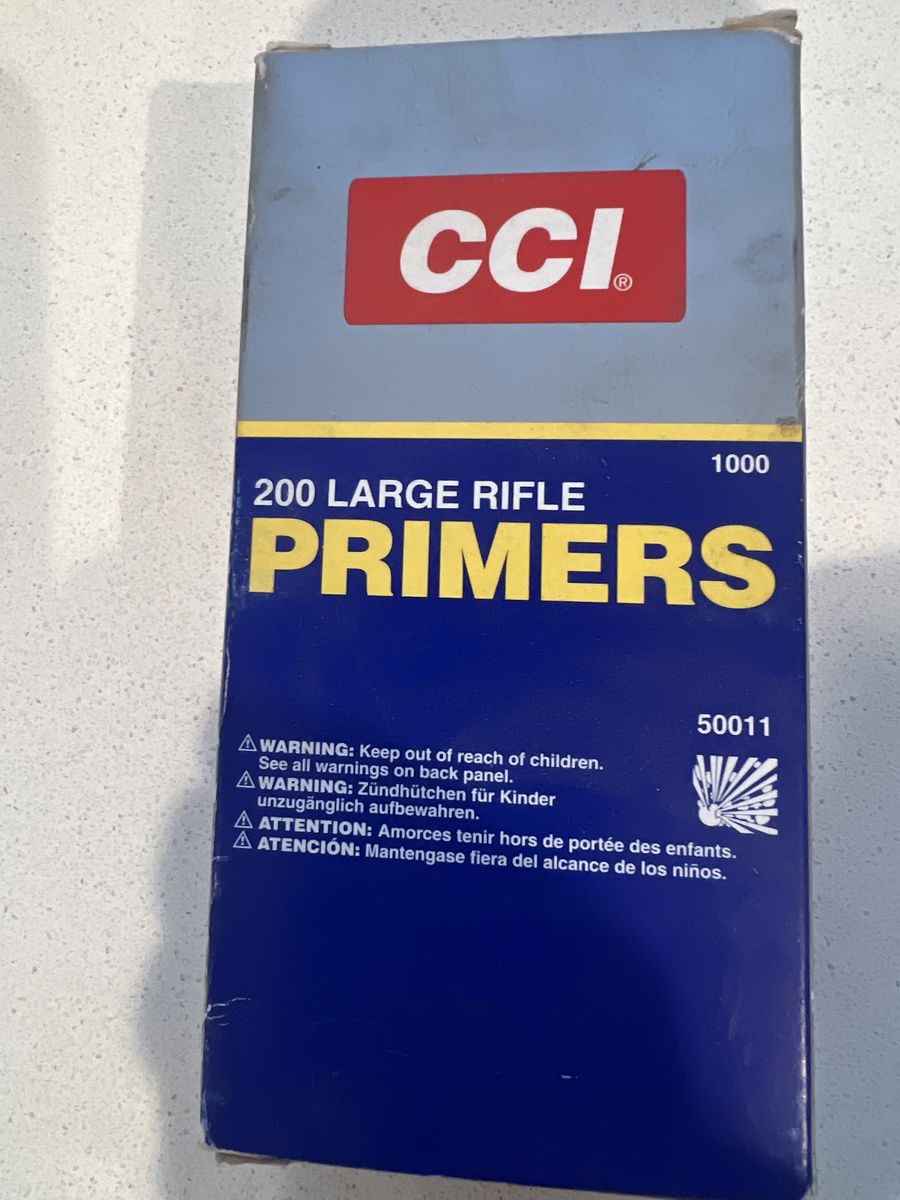 CCI®
1000
200 LARGE RIFLE
PRIMERS
50011
⚠ WARNING: Keep out of reach of children.
See all warnings on back panel.
⚠ WARNING: Zündhütchen für Kinder
unzugänglich aufbewahren.
⚠ ATTENTION: Amorces tenir hors de portée des enfants.
⚠ ATENCIÓN: Mantengase fiera del alcance de los niños.